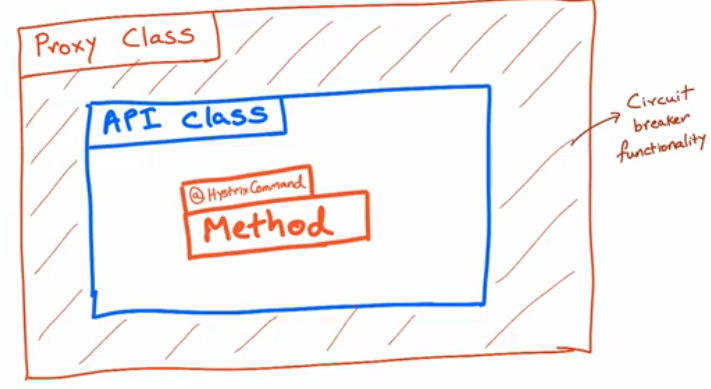 Proxy Class
API Class
@HystrixCommand
Method
Circuit
breaker
functionality